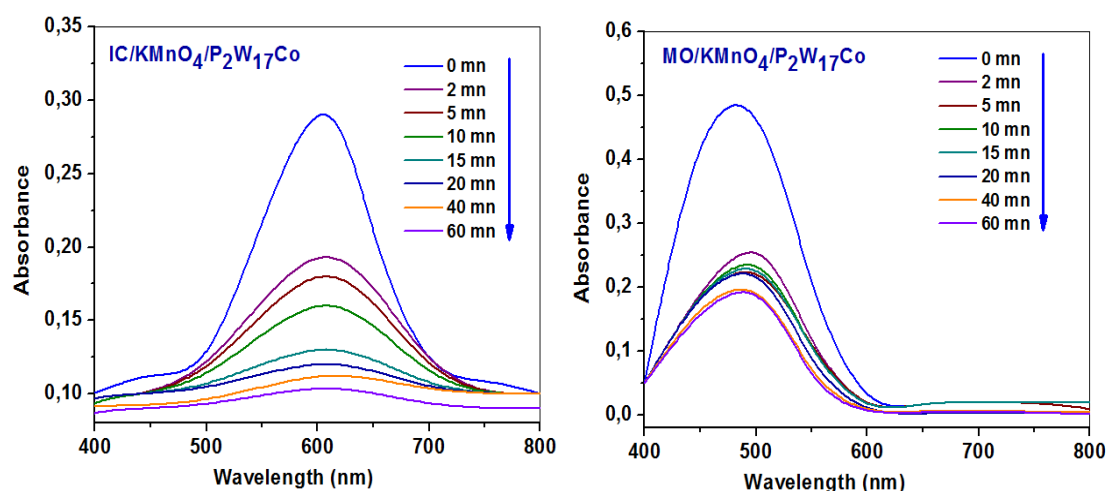 IC/KMnO4/P2W17Co
0 mn
2 mn
5 mn
10 mn
15 mn
20 mn
40 mn
60 mn
0,35
0,30
0,25
0,20
0,15
0,10
Absorbance
400 500 600 700 800
Wavelength (nm)
MO/KMnO4/P2W17Co
0 mn
2 mn
5 mn
10 mn
15 mn
20 mn
40 mn
60 mn
0,6
0,5
0,4
0,3
0,2
0,1
0,0
Absorbance
400 500 600 700 800
Wavelength (nm)